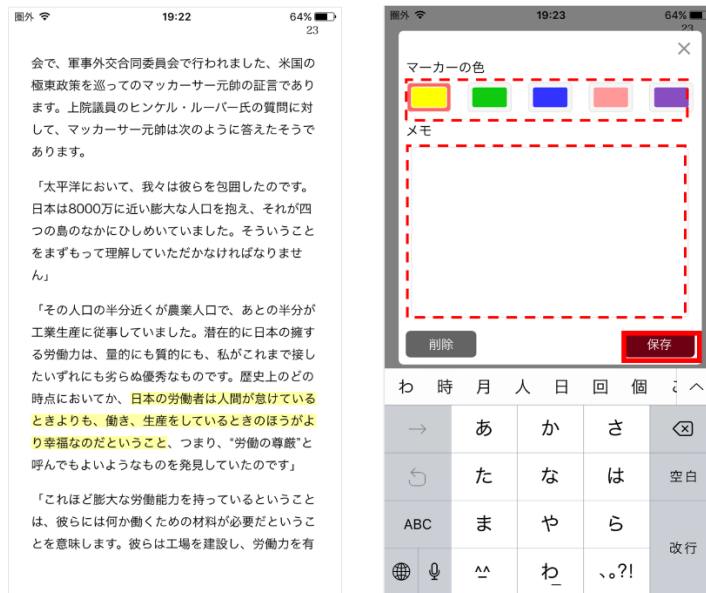 圏外 19:22 64%
23
会で、軍事外交合同委員会で行われました、米国の
極東政策を巡ってのマッカーサー元帥の証言であり
ます。上院議員のヒンケル・ルーパー氏の質問に対
して、マッカーサー元帥は次のように答えたそうで
あります。
「太平洋において、我々は彼らを包囲したのです。
日本は8000万に近い膨大な人口を抱え、それが四
つの島のなかにひしめいていました。そういうこと
をまずもって理解していただかなければなりませ
ん」
「その人口の半分近くが農業人口で、あとの半分が
工業生産に従事していました。潜在的に日本の擁す
る労働力は、量的にも質的にも、私がこれまで接し
たいずれにも劣らぬ優秀なものです。歴史上のどの
時点においてか、日本の労働者は人間が怠けている
ときよりも、働き、生産をしているときのほうがよ
り幸福なのだということ、つまり、“労働の尊厳”と
呼んでもよいようなものを発見していたのです」
「これほど膨大な労働能力を持っているということ
は、彼らには何か働くための材料が必要だというこ
とを意味します。彼らは工場を建設し、労働力を有
圏外 19:23 64%
23
マーカーの色
メモ
削除 保存
わ 時 月 人 日 回 個
あ か さ
た な は 空白
ABC ま や ら
改行
^^ わ 、。?!